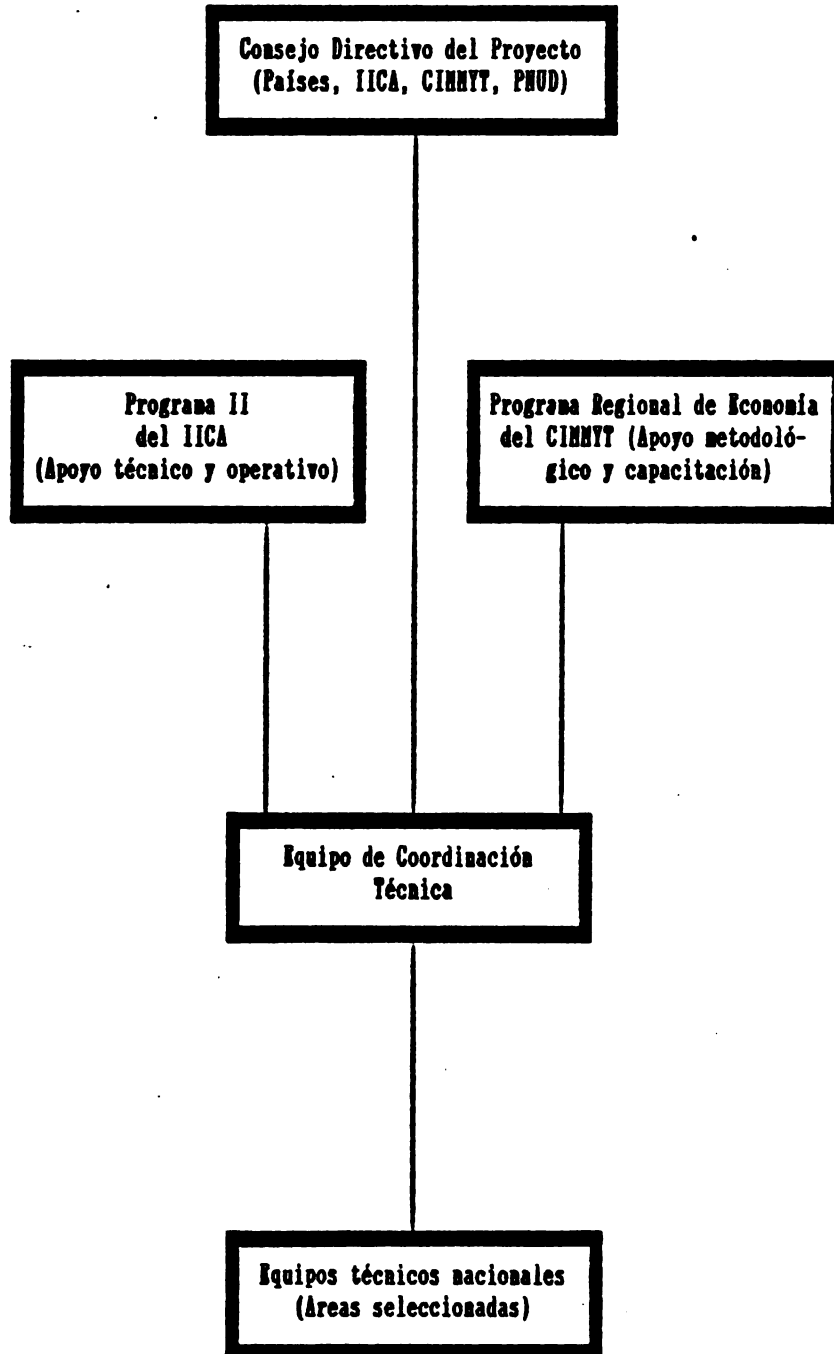 Consejo Directivo del Proyecto
(Países, IICA, CIMMYT, PNUD)
Programa II
del IICA
(Apoyo técnico y operativo)
Programa Regional de Economía
del CIMMYT (Apoyo metodoló-
gico y capacitación)
Equipo de Coordinación
Técnica
Equipos técnicos nacionales
(Areas seleccionadas)